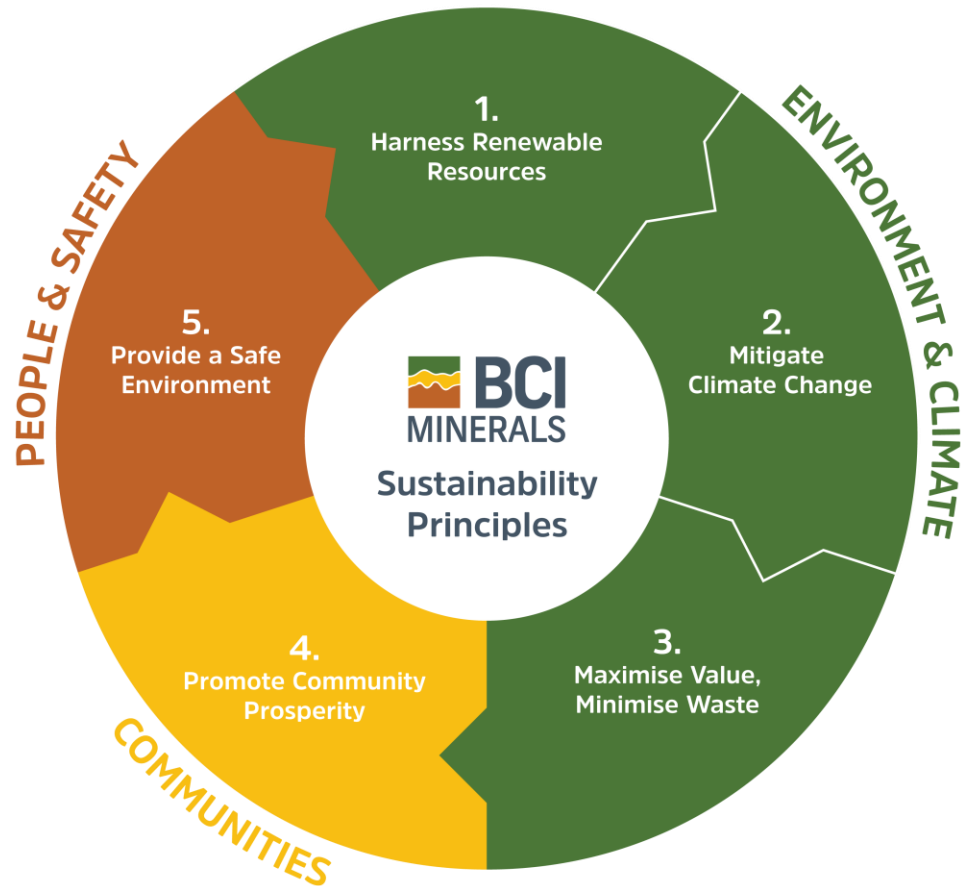 1.
Harness Renewable
Resources
ENVIRONMENT & CLIMATE
2.
Mitigate
Climate Change
3.
Maximise Value,
Minimise Waste
4.
Promote Community
Prosperity
COMMUNITIES
5.
Provide a Safe
Environment
PEOPLE & SAFETY
BCI
MINERALS
Sustainability
Principles